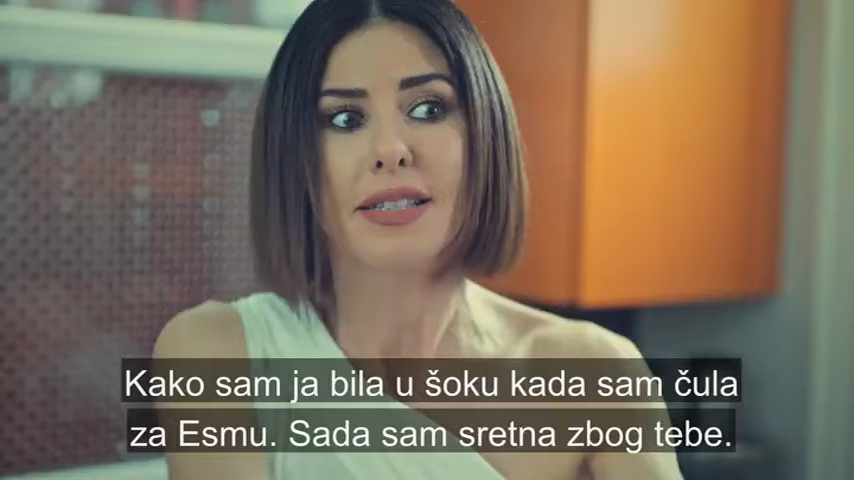 Kako sam ja bila u šoku kada sam čula
za Esmu. Sada sam sretna zbog tebe.